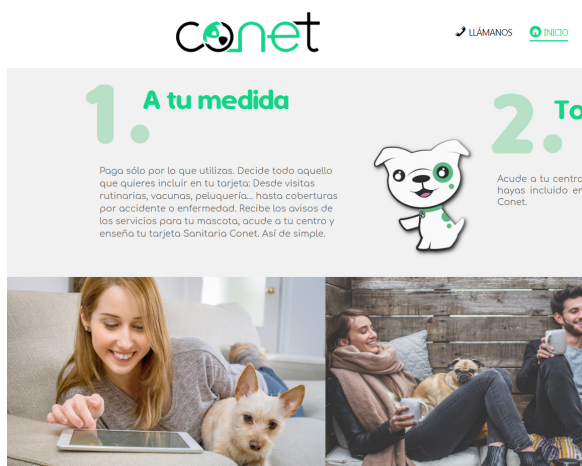 conet
LLÁMANOS
INICIO
1.
A tu medida
Paga sólo por lo que utilizas. Decide todo aquello
que quieres incluir en tu tarjeta: Desde visitas
rutinarias, vacunas, peluquería... hasta coberturas
por accidente o enfermedad. Recibe los avisos de
los servicios para tu mascota, acude a tu centro y
enseña tu tarjeta Sanitaria Conet. Así de simple.
2.
To
Acude a tu centro
hayas incluido en
Conet.